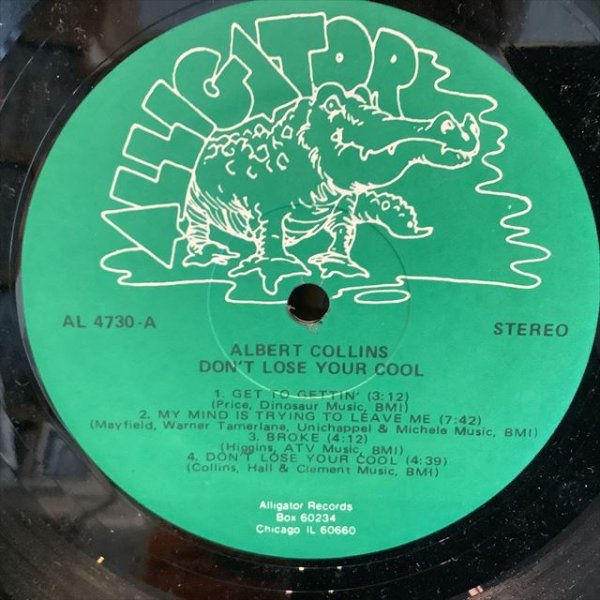 ALLIGATOR
AL 4730-A
STEREO
ALBERT COLLINS
DON'T LOSE YOUR COOL
1. GET TO GETTIN' (3:12)
(Price, Dinosaur Music, BMI)
2. MY MIND IS TRYING TO LEAVE ME (7:42)
(Mayfield, Warner Tamerlane, Unichappel & Michele Music, BMI)
3. BROKE (4:12)
(Higgins, ATV Music, BMI)
4. DON'T LOSE YOUR COOL (4:39)
(Collins, Hall & Clement Music, BMI)
Alligator Records
Box 60234
Chicago IL 60660